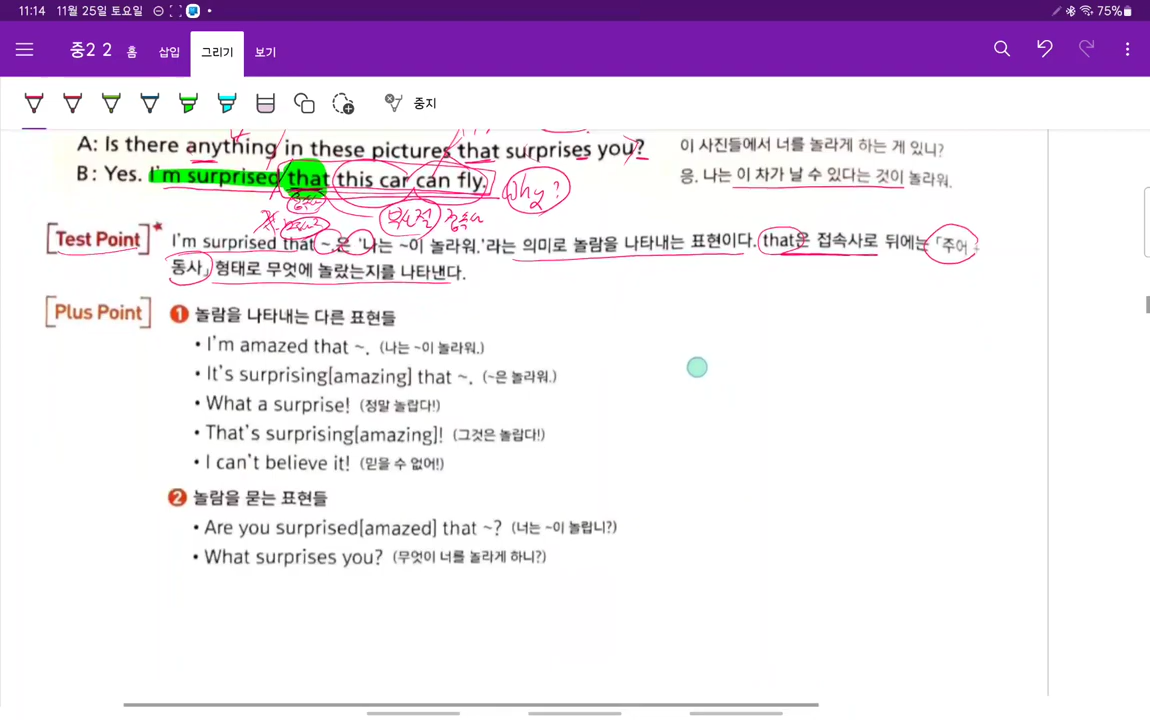 11:14 11월 25일 토요일 75%
중2 2 홈 삽입 그리기 보기
중지
A: Is there anything in these pictures that surprises you?
이 사진들에서 너를 놀라게 하는 게 있니?
B: Yes. I'm surprised that this car can fly.
Why?
응. 나는 이 차가 날 수 있다는 것이 놀라워.
부사절 접속사
[Test Point]* I'm surprised that ~.은 '나는 ~이 놀라워.'라는 의미로 놀람을 나타내는 표현이다. that은 접속사로 뒤에는 「주어+
동사」 형태로 무엇에 놀랐는지를 나타낸다.
[Plus Point] ❶ 놀람을 나타내는 다른 표현들
• I'm amazed that ~. (나는 ~이 놀라워.)
• It's surprising[amazing] that ~. (~은 놀라워.)
• What a surprise! (정말 놀랍다!)
• That's surprising[amazing]! (그것은 놀랍다!)
• I can't believe it! (믿을 수 없어!)
❷ 놀람을 묻는 표현들
• Are you surprised[amazed] that ~? (너는 ~이 놀랍니?)
• What surprises you? (무엇이 너를 놀라게 하니?)